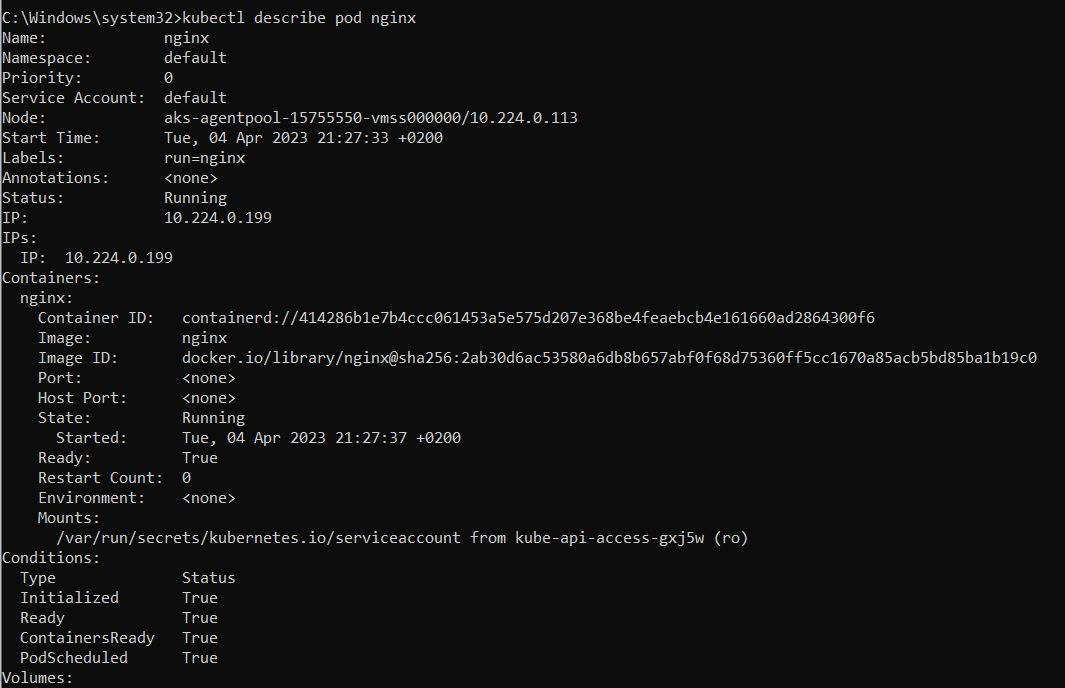 C:\Windows\system32>kubectl describe pod nginx
Name:             nginx
Namespace:        default
Priority:         0
Service Account:  default
Node:             aks-agentpool-15755550-vmss000000/10.224.0.113
Start Time:       Tue, 04 Apr 2023 21:27:33 +0200
Labels:           run=nginx
Annotations:      <none>
Status:           Running
IP:               10.224.0.199
IPs:
  IP:  10.224.0.199
Containers:
  nginx:
    Container ID:   containerd://414286b1e7b4ccc061453a5e575d207e368be4feaebcb4e161660ad2864300f6
    Image:          nginx
    Image ID:       docker.io/library/nginx@sha256:2ab30d6ac53580a6db8b657abf0f68d75360ff5cc1670a85acb5bd85ba1b19c0
    Port:           <none>
    Host Port:      <none>
    State:          Running
      Started:      Tue, 04 Apr 2023 21:27:37 +0200
    Ready:          True
    Restart Count:  0
    Environment:    <none>
    Mounts:
      /var/run/secrets/kubernetes.io/serviceaccount from kube-api-access-gxj5w (ro)
Conditions:
  Type              Status
  Initialized       True
  Ready             True
  ContainersReady   True
  PodScheduled      True
Volumes: